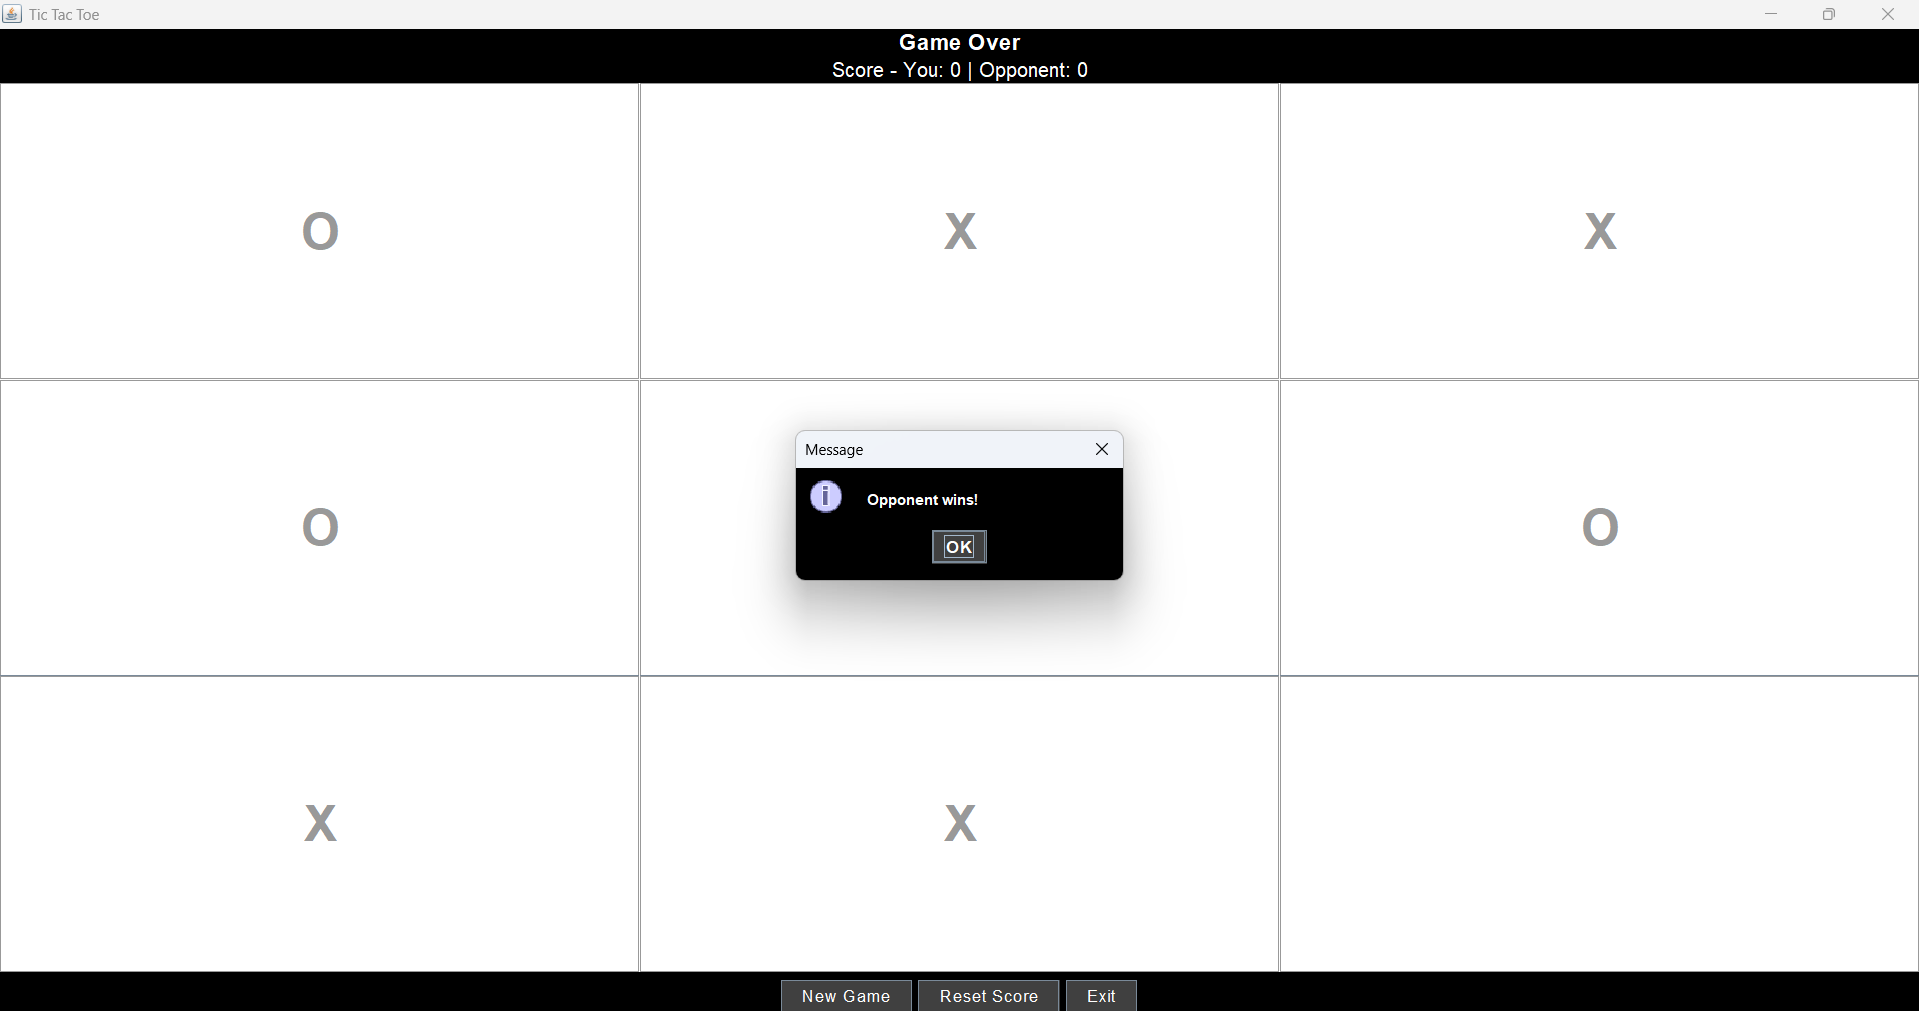 Tic Tac Toe
Game Over
Score - You: 0 | Opponent: 0
O X X
O O
Message
i Opponent wins!
OK
X X
New Game Reset Score Exit